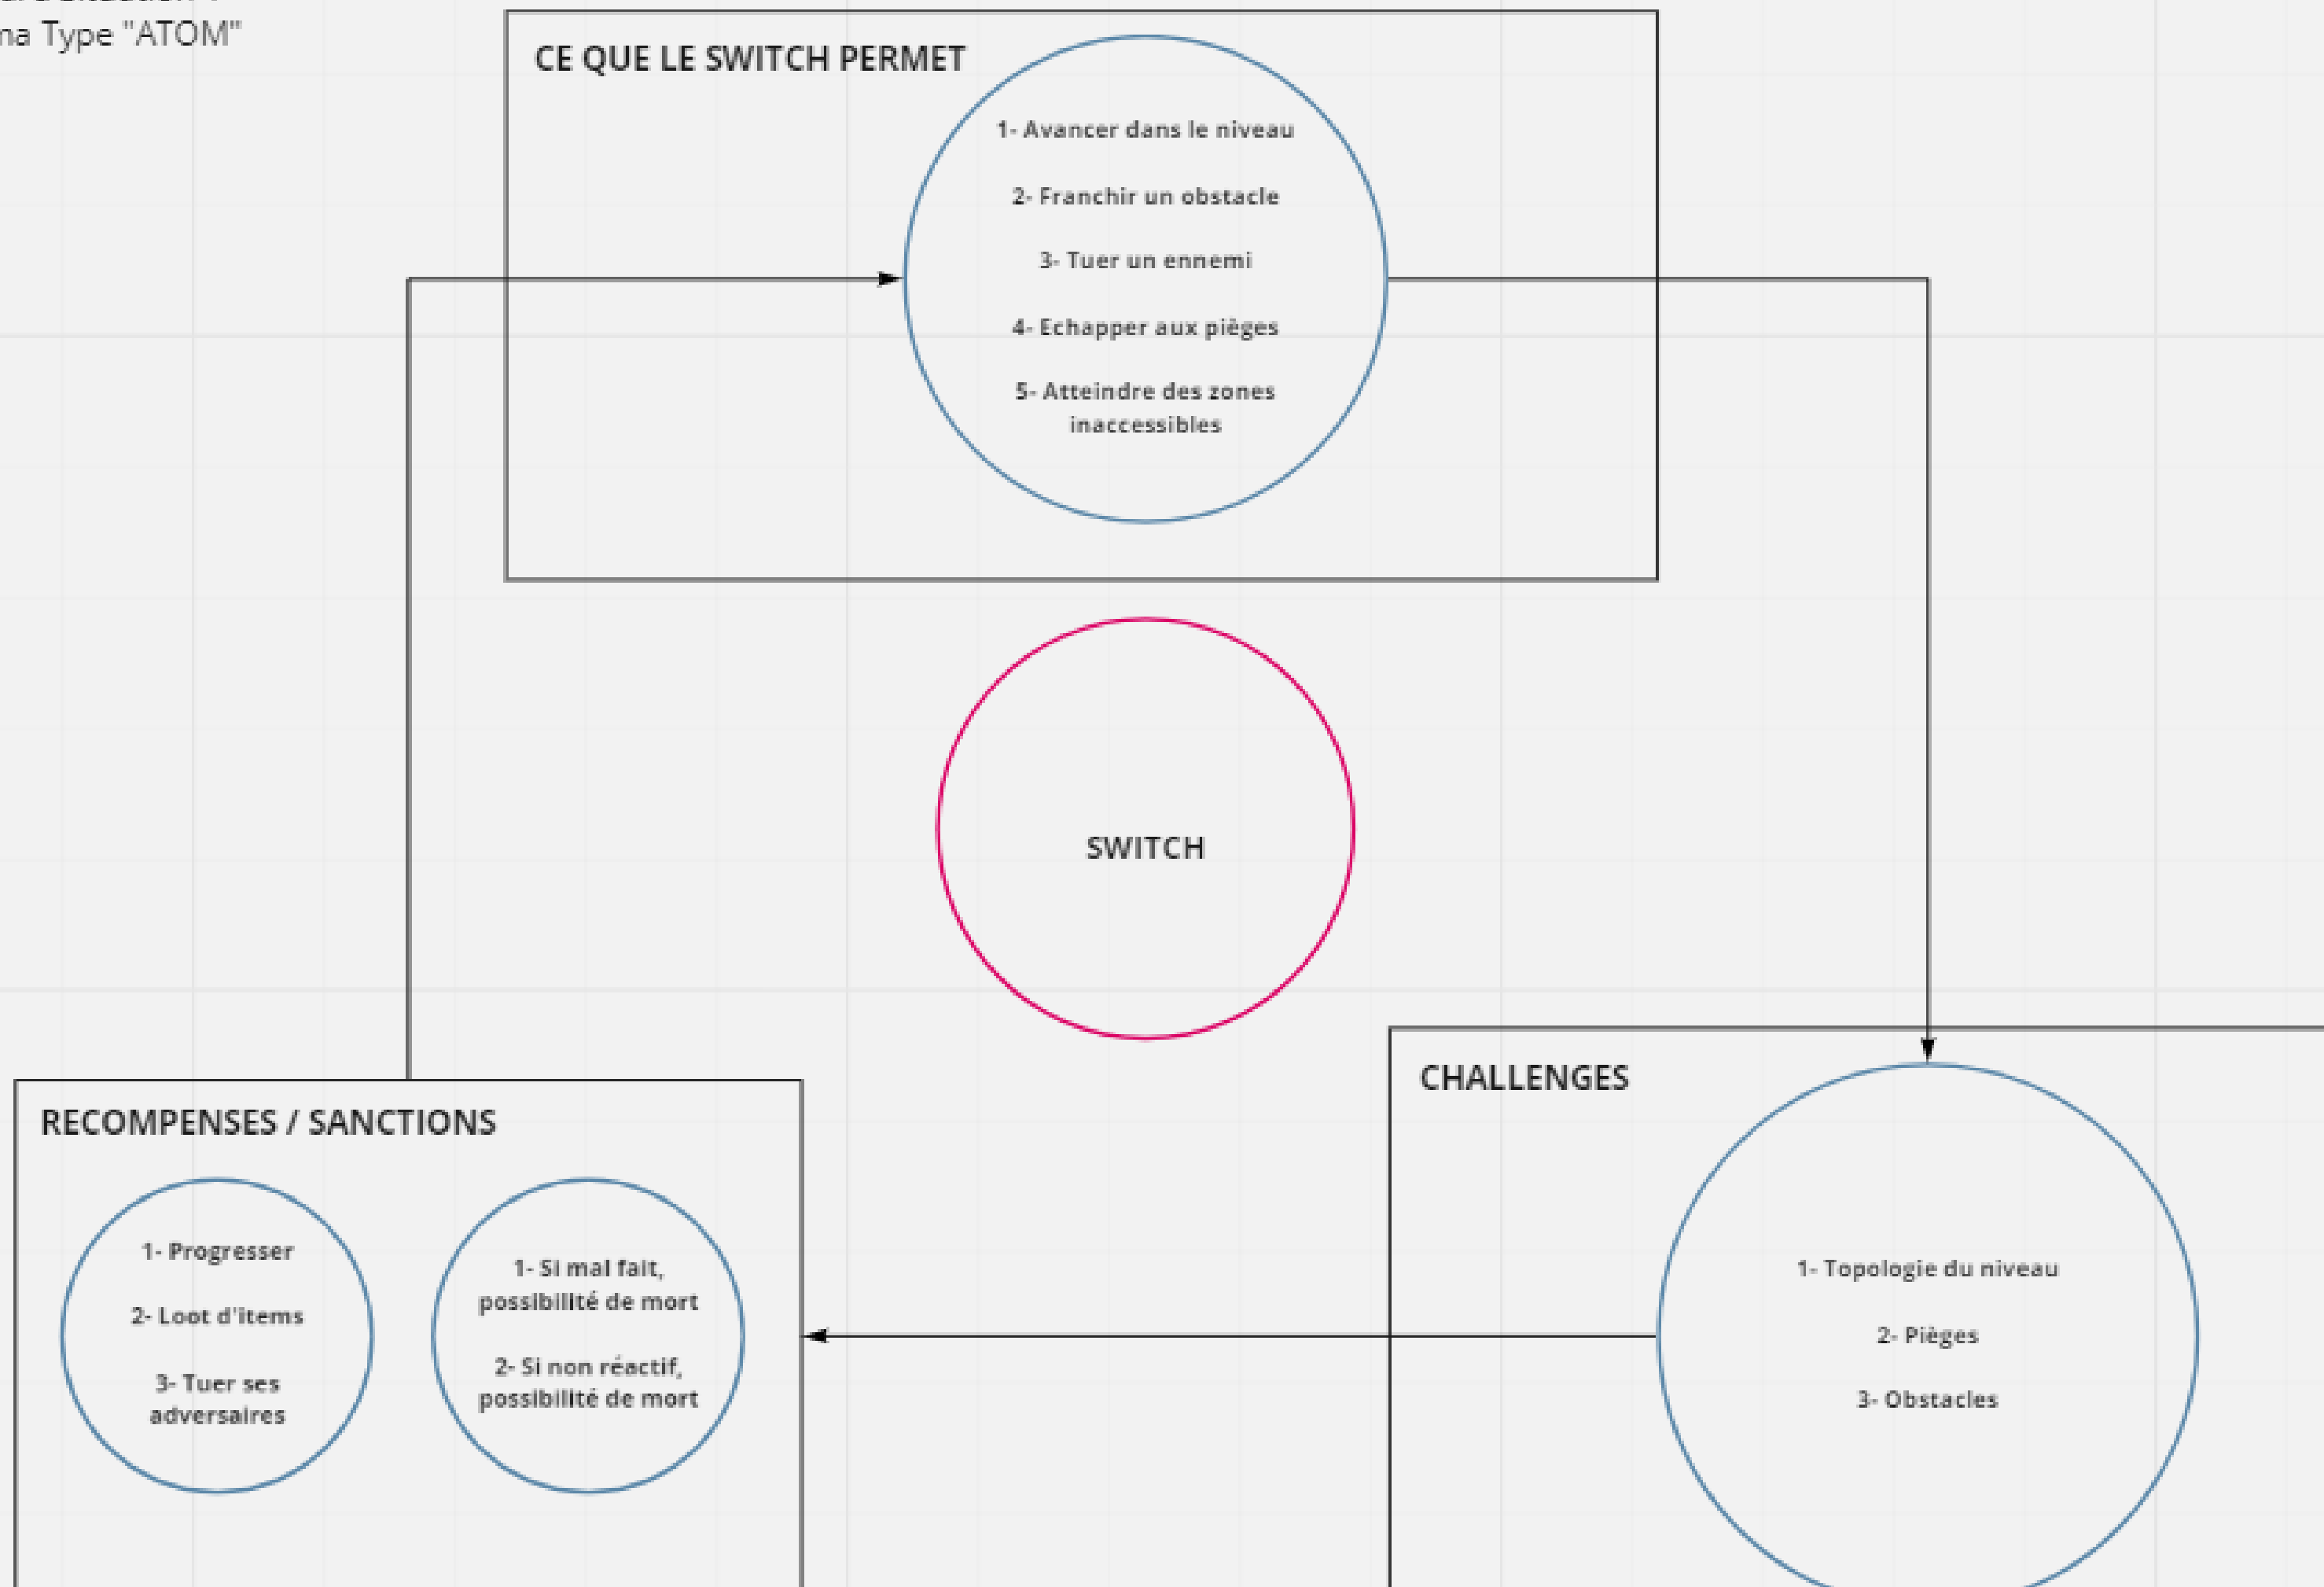 Type "ATOM"
CE QUE LE SWITCH PERMET
1- Avancer dans le niveau
2- Franchir un obstacle
3- Tuer un ennemi
4- Echapper aux pièges
5- Atteindre des zones
inaccessibles
SWITCH
RECOMPENSES / SANCTIONS
1- Progresser
2- Loot d'items
3- Tuer ses
adversaires
1- Si mal fait,
possibilité de mort
2- Si non réactif,
possibilité de mort
CHALLENGES
1- Topologie du niveau
2- Pièges
3- Obstacles